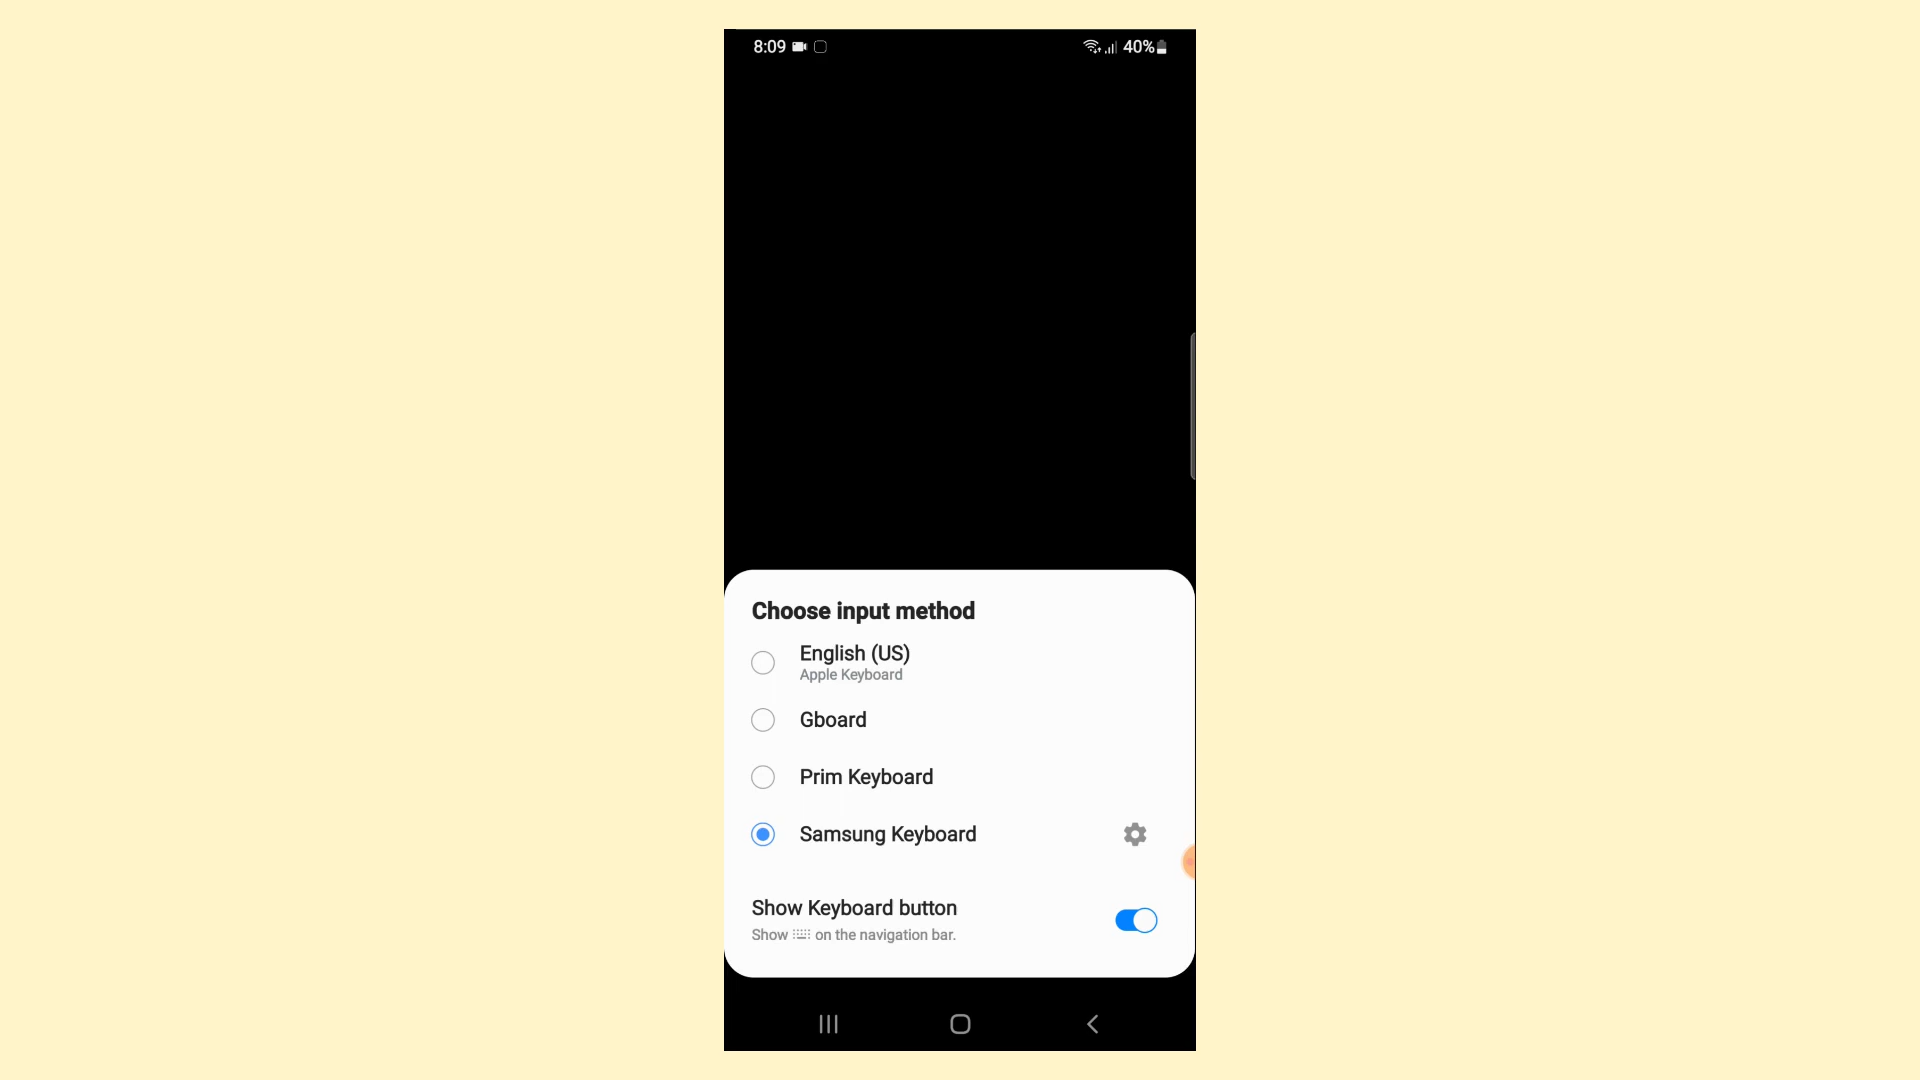 8:09 40%
Choose input method
English (US)
Apple Keyboard
Gboard
Prim Keyboard
Samsung Keyboard
Show Keyboard button
Show on the navigation bar.